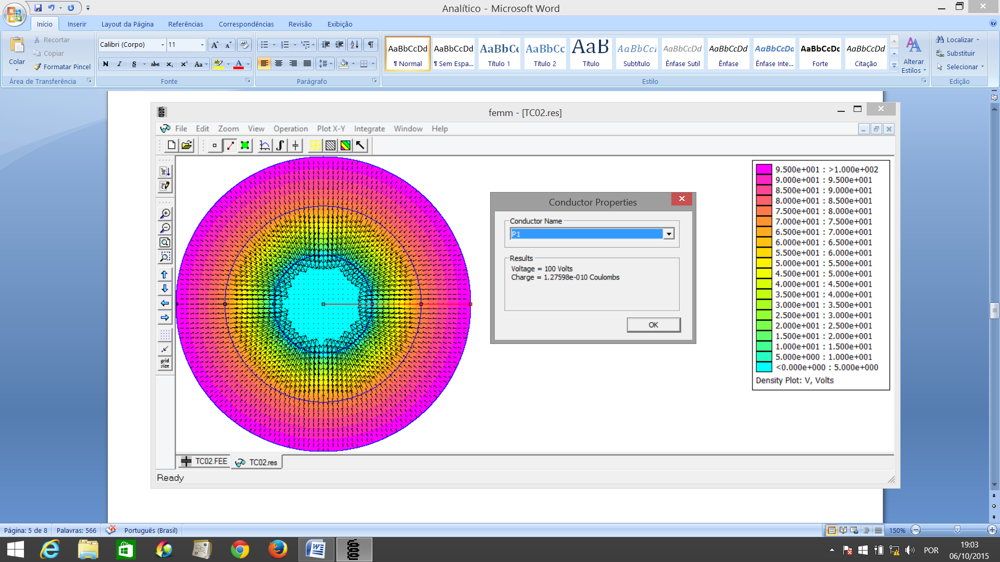 Analítico - Microsoft Word
Início Inserir Layout da Página Referências Correspondências Revisão Exibição
Colar
Recortar
Copiar
Formatar Pincel
Área de Transferência
Calibri (Corpo) 11
N I S abc x₂ x² Aa ab A
Fonte
Parágrafo
AaBbCcDd AaBbCcDd AaBbCc AaBbCc AaB AaBbCcl AaBbCcDd AaBbCcDd AaBbCcDd AaBbCcDc AaBbCcDd
¶ Normal ¶ Sem Espa... Título 1 Título 2 Título Subtítulo Ênfase Sutil Ênfase Ênfase Inte... Forte Citação
Estilo
Alterar
Estilos
Localizar
Substituir
Selecionar
Edição
femm - [TC02.res]
File Edit Zoom View Operation Plot X-Y Integrate Window Help
grid
size
Conductor Properties
Conductor Name
P1
Results
Voltage = 100 Volts
Charge = 1.27598e-010 Coulombs
OK
9.500e+001 : >1.000e+002
9.000e+001 : 9.500e+001
8.500e+001 : 9.000e+001
8.000e+001 : 8.500e+001
7.500e+001 : 8.000e+001
7.000e+001 : 7.500e+001
6.500e+001 : 7.000e+001
6.000e+001 : 6.500e+001
5.500e+001 : 6.000e+001
5.000e+001 : 5.500e+001
4.500e+001 : 5.000e+001
4.000e+001 : 4.500e+001
3.500e+001 : 4.000e+001
3.000e+001 : 3.500e+001
2.500e+001 : 3.000e+001
2.000e+001 : 2.500e+001
1.500e+001 : 2.000e+001
1.000e+001 : 1.500e+001
5.000e+000 : 1.000e+001
<0.000e+000 : 5.000e+000
Density Plot: V, Volts
TC02.FEE TC02.res
Ready
Página: 5 de 8 Palavras: 566 Português (Brasil) 150%
POR
19:03
06/10/2015